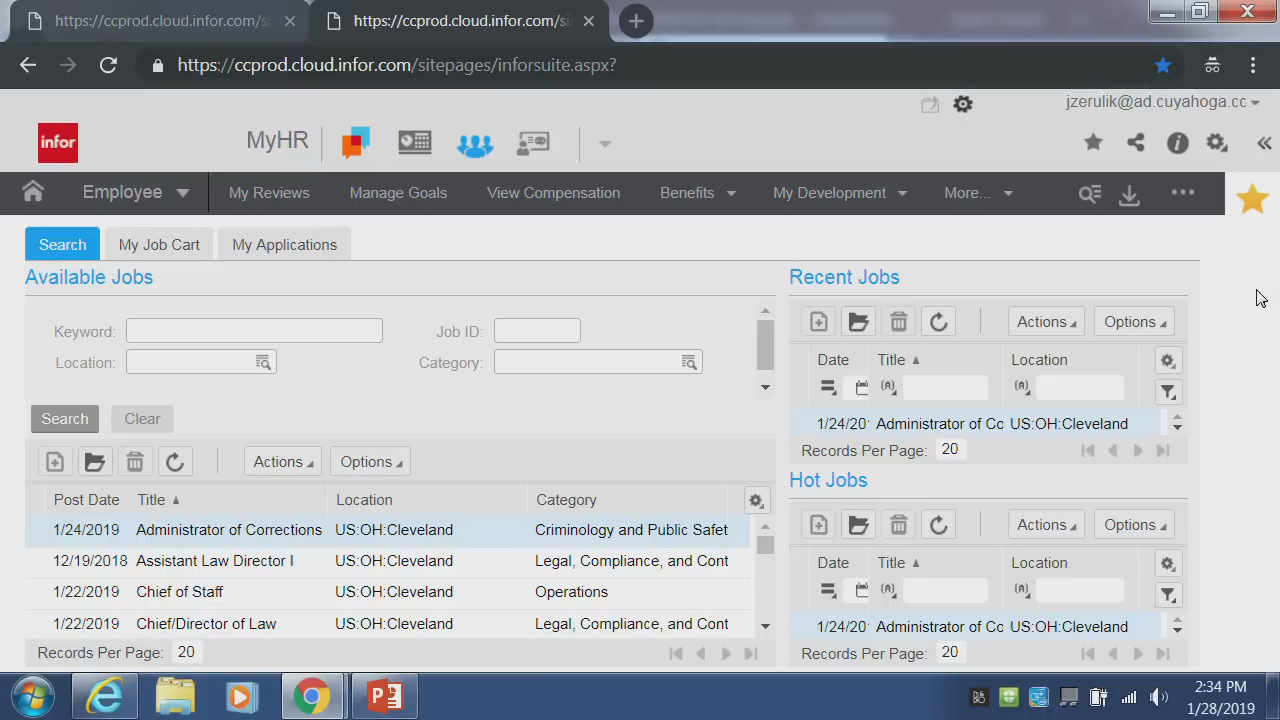 https://ccprod.cloud.infor.com/si
https://ccprod.cloud.infor.com/si
https://ccprod.cloud.infor.com/sitepages/inforsuite.aspx?
jzerulik@ad.cuyahoga.cc
infor
MyHR
Employee My Reviews Manage Goals View Compensation Benefits My Development More...
Search My Job Cart My Applications
Available Jobs
Keyword: Job ID:
Location: Category:
Search Clear
Actions Options
Post Date Title Location Category
1/24/2019 Administrator of Corrections US:OH:Cleveland Criminology and Public Safet
12/19/2018 Assistant Law Director I US:OH:Cleveland Legal, Compliance, and Cont
1/22/2019 Chief of Staff US:OH:Cleveland Operations
1/22/2019 Chief/Director of Law US:OH:Cleveland Legal, Compliance, and Cont
Records Per Page: 20
Recent Jobs
Actions Options
Date Title Location
1/24/20 Administrator of Cc US:OH:Cleveland
Records Per Page: 20
Hot Jobs
Actions Options
Date Title Location
1/24/20 Administrator of Cc US:OH:Cleveland
Records Per Page: 20
2:34 PM
1/28/2019